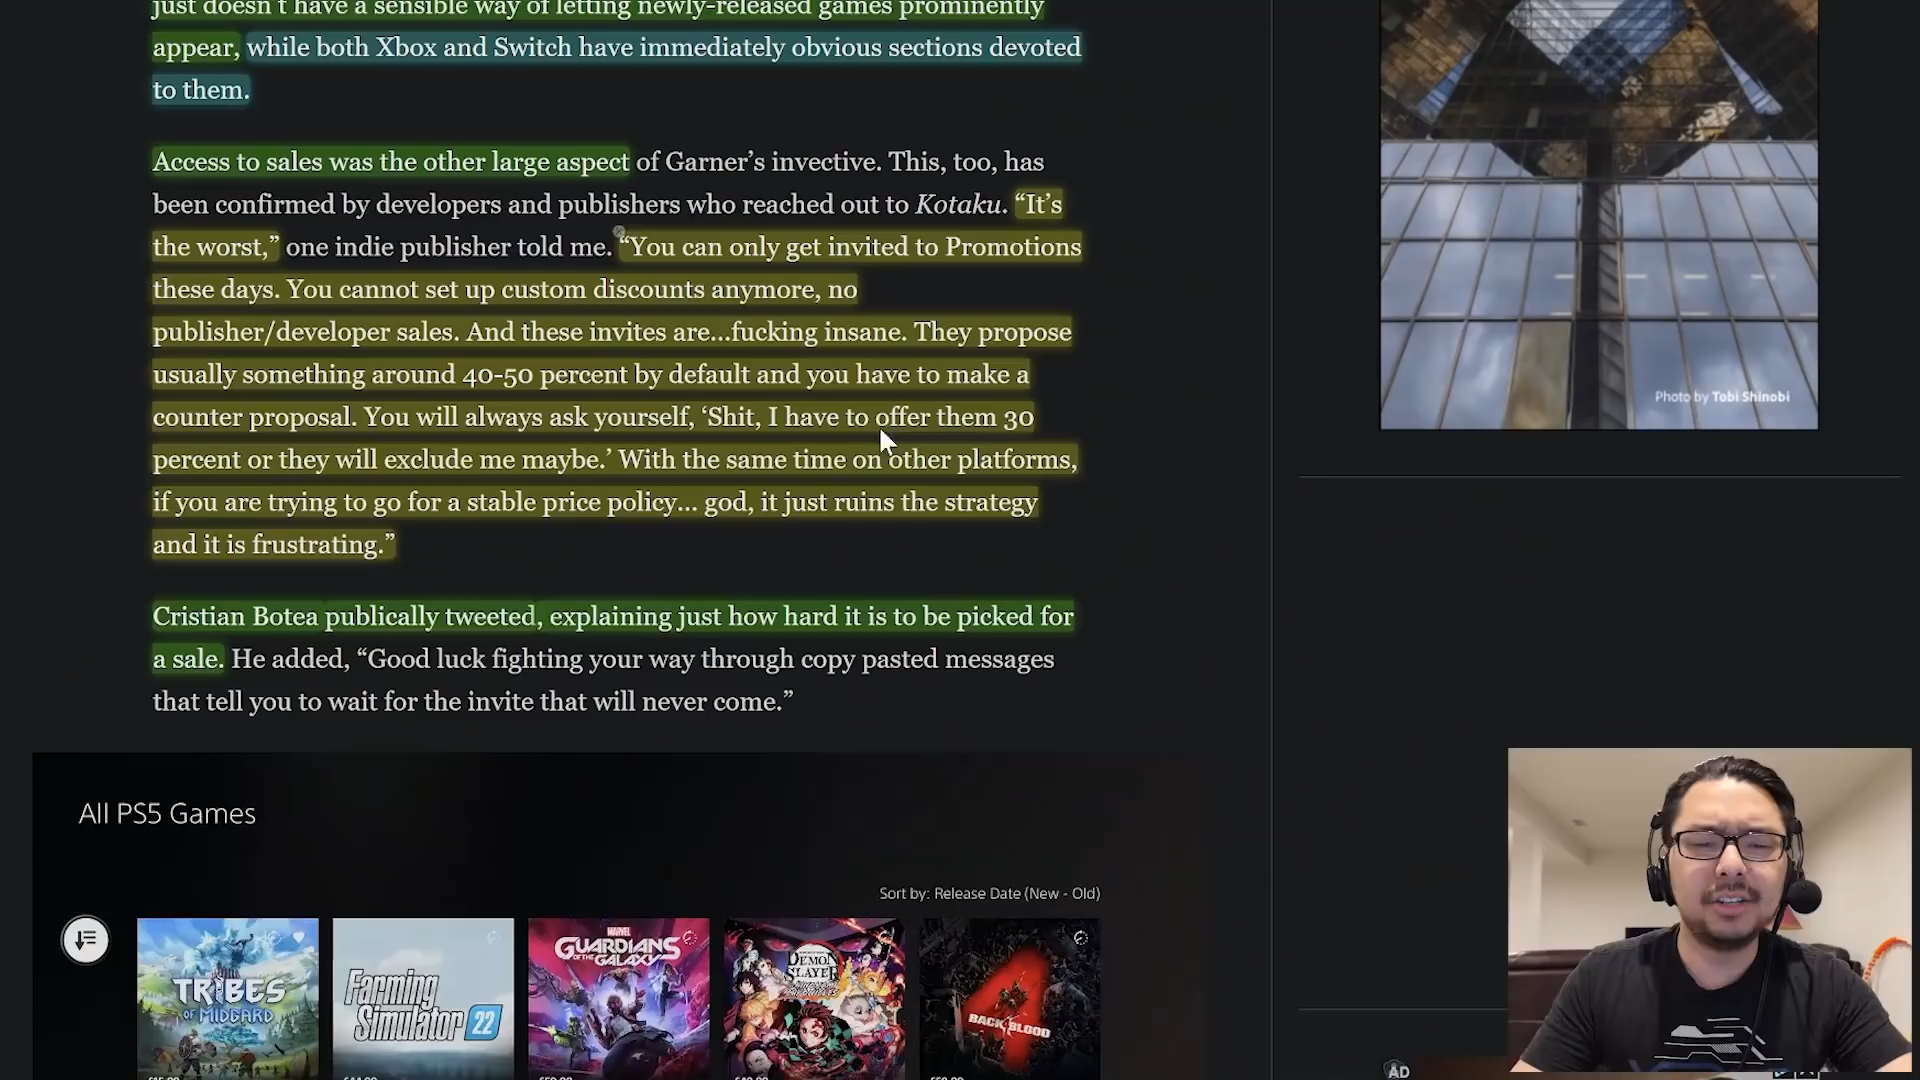 just doesn't have a sensible way of letting newly-released games prominently
appear, while both Xbox and Switch have immediately obvious sections devoted
to them.
Access to sales was the other large aspect of Garner’s invective. This, too, has
been confirmed by developers and publishers who reached out to Kotaku. “It’s
the worst,” one indie publisher told me. “You can only get invited to Promotions
these days. You cannot set up custom discounts anymore, no
publisher/developer sales. And these invites are...fucking insane. They propose
usually something around 40-50 percent by default and you have to make a
counter proposal. You will always ask yourself, ‘Shit, I have to offer them 30
percent or they will exclude me maybe.’ With the same time on other platforms,
if you are trying to go for a stable price policy... god, it just ruins the strategy
and it is frustrating.”
Cristian Botea publically tweeted, explaining just how hard it is to be picked for
a sale. He added, “Good luck fighting your way through copy pasted messages
that tell you to wait for the invite that will never come.”
All PS5 Games
Sort by: Release Date (New - Old)
TRIBES
OF MIDGARD
Farming
Simulator 22
MARVEL
GUARDIANS
OF THE GALAXY
DEMON
SLAYER
BACK 4 BLOOD
Photo by Tobi Shinobi
AD